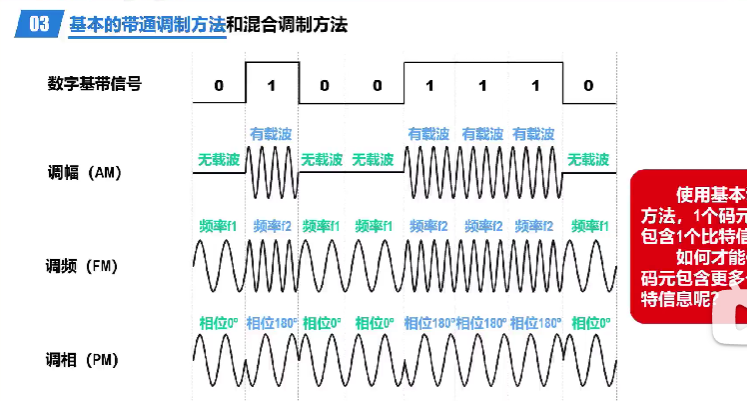 03 基本的带通调制方法和混合调制方法
数字基带信号 0 1 0 0 1 1 1 0
有载波 有载波 有载波 有载波
无载波 无载波 无载波 无载波
调幅（AM）
频率f1 频率f2 频率f1 频率f1 频率f2 频率f2 频率f2 频率f1
调频（FM）
相位0° 相位180° 相位0° 相位0° 相位180° 相位180° 相位180° 相位0°
调相（PM）
使用基本
方法，1个码元
包含1个比特信
如何才能
码元包含更多
特信息呢？